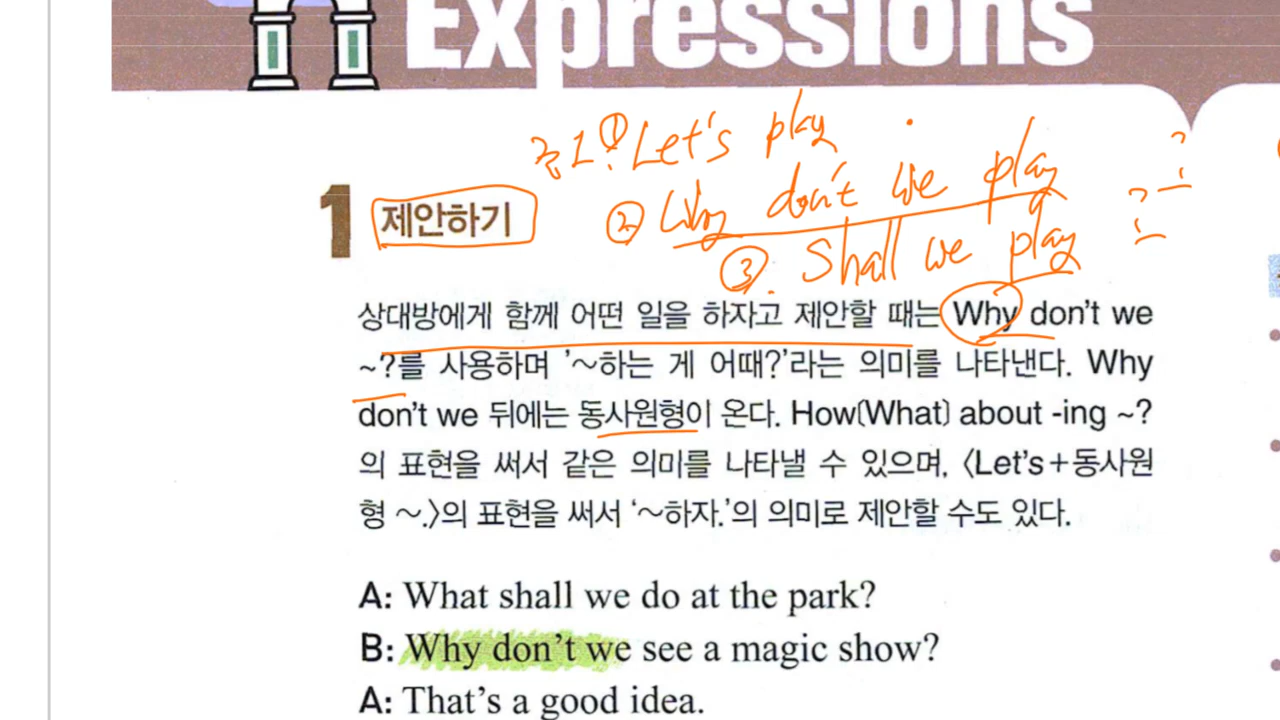 Expressions
중1 ① Let's play
② Why don't we play ?
③ Shall we play ?
1 제안하기
상대방에게 함께 어떤 일을 하자고 제안할 때는 Why don't we
~?를 사용하며 '~하는 게 어때?'라는 의미를 나타낸다. Why
don't we 뒤에는 동사원형이 온다. How(What) about -ing ~?
의 표현을 써서 같은 의미를 나타낼 수 있으며, 〈Let's+동사원
형 ~.〉의 표현을 써서 '~하자.'의 의미로 제안할 수도 있다.
A: What shall we do at the park?
B: Why don't we see a magic show?
A: That's a good idea.